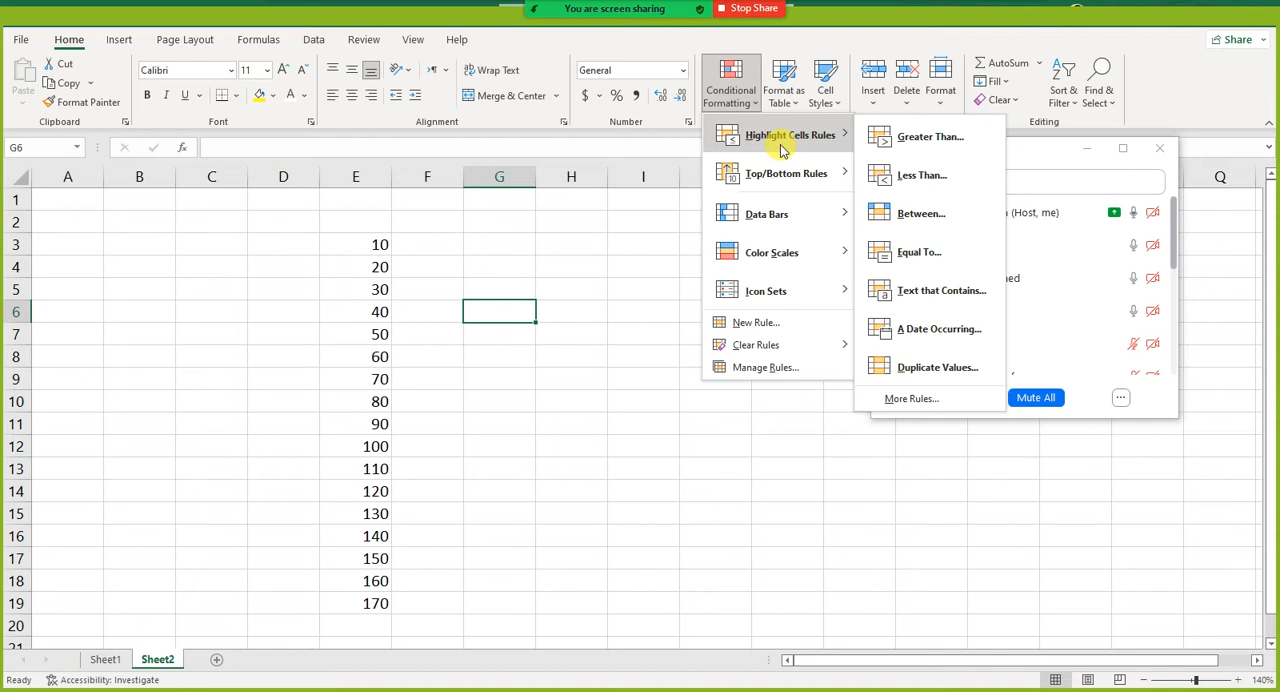 You are screen sharing
Stop Share
File Home Insert Page Layout Formulas Data Review View Help
Share
Paste
Cut
Copy
Format Painter
Clipboard
Calibri 11
B I U
Font
Wrap Text
Merge & Center
Alignment
General
$ % 9
Number
Conditional Formatting
Format as Table
Cell Styles
Insert Delete Format
AutoSum
Fill
Clear
Sort & Filter
Find & Select
Editing
Highlight Cells Rules
Top/Bottom Rules
Data Bars
Color Scales
Icon Sets
New Rule...
Clear Rules
Manage Rules...
Greater Than...
Less Than...
Between...
Equal To...
Text that Contains...
A Date Occurring...
Duplicate Values...
More Rules...
(Host, me)
ed
Mute All
G6 fx
A B C D E F G H I Q
1
2
3 10
4 20
5 30
6 40
7 50
8 60
9 70
10 80
11 90
12 100
13 110
14 120
15 130
16 140
17 150
18 160
19 170
20
21
Sheet1 Sheet2
Ready Accessibility: Investigate 140%